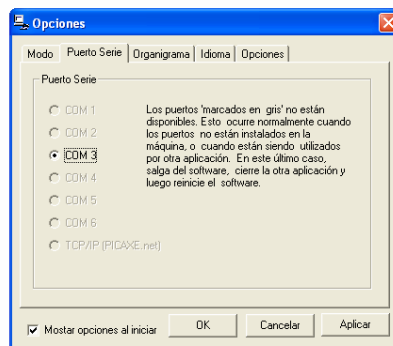 Opciones
Modo
Puerto Serie
Organigrama
Idioma
Opciones
Puerto Serie
COM 1
COM 2
COM 3
COM 4
COM 5
COM 6
TCP/IP (PICAXE.net)
Los puertos 'marcados en gris' no están
disponibles. Esto ocurre normalmente cuando
los puertos no están instalados en la
máquina, o cuando están siendo utilizados
por otra aplicación. En este último caso,
salga del software, cierre la otra aplicación y
luego reinicie el software.
Mostar opciones al iniciar
OK
Cancelar
Aplicar